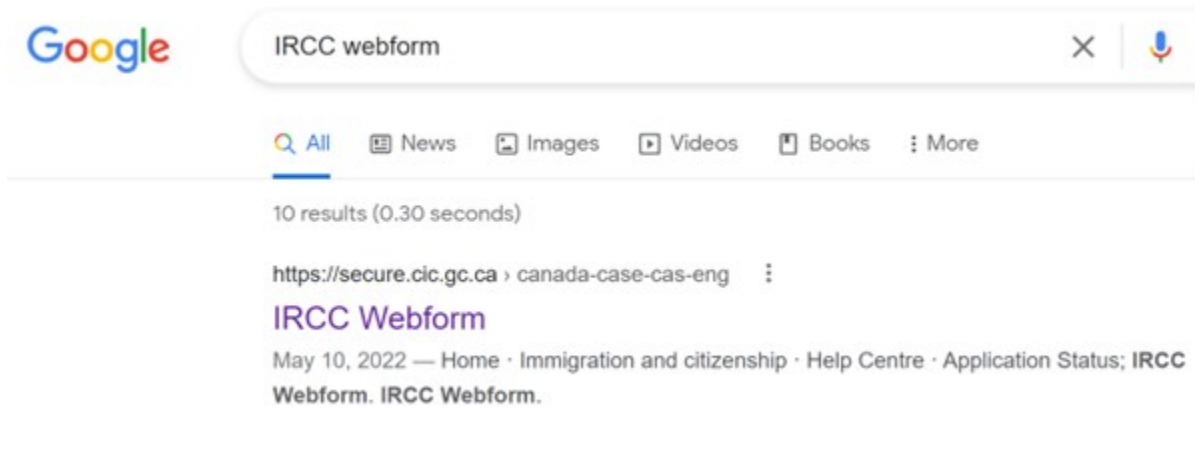 Google
IRCC webform
All News Images Videos Books More
10 results (0.30 seconds)
https://secure.cic.gc.ca › canada-case-cas-eng
IRCC Webform
May 10, 2022 — Home · Immigration and citizenship · Help Centre · Application Status; IRCC
Webform. IRCC Webform.